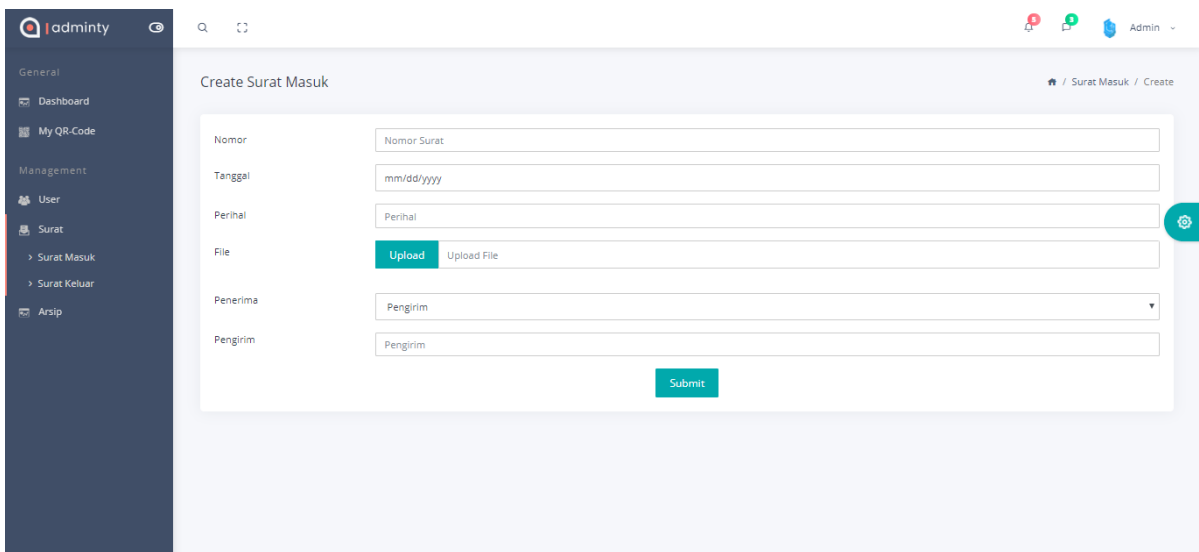 adminty
Admin
General
Dashboard
My QR-Code
Management
User
Surat
> Surat Masuk
> Surat Keluar
Arsip
Create Surat Masuk
/ Surat Masuk / Create
Nomor
Nomor Surat
Tanggal
mm/dd/yyyy
Perihal
Perihal
File
Upload
Upload File
Penerima
Pengirim
Pengirim
Pengirim
Submit